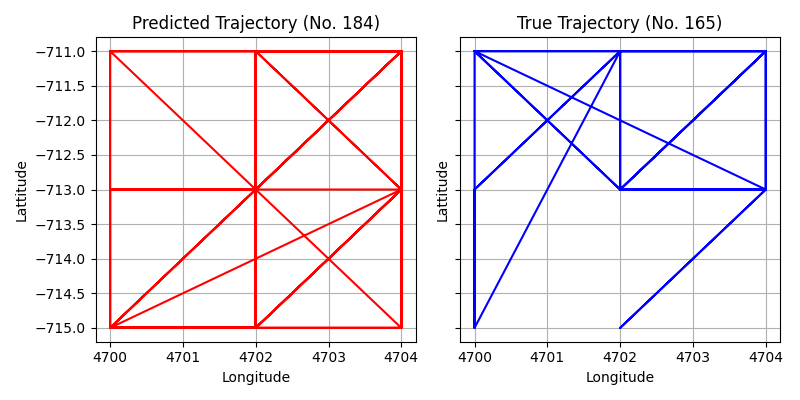 Predicted Trajectory (No. 184)
Lattitude
−711.0
−711.5
−712.0
−712.5
−713.0
−713.5
−714.0
−714.5
−715.0
4700 4701 4702 4703 4704
Longitude
True Trajectory (No. 165)
Lattitude
4700 4701 4702 4703 4704
Longitude